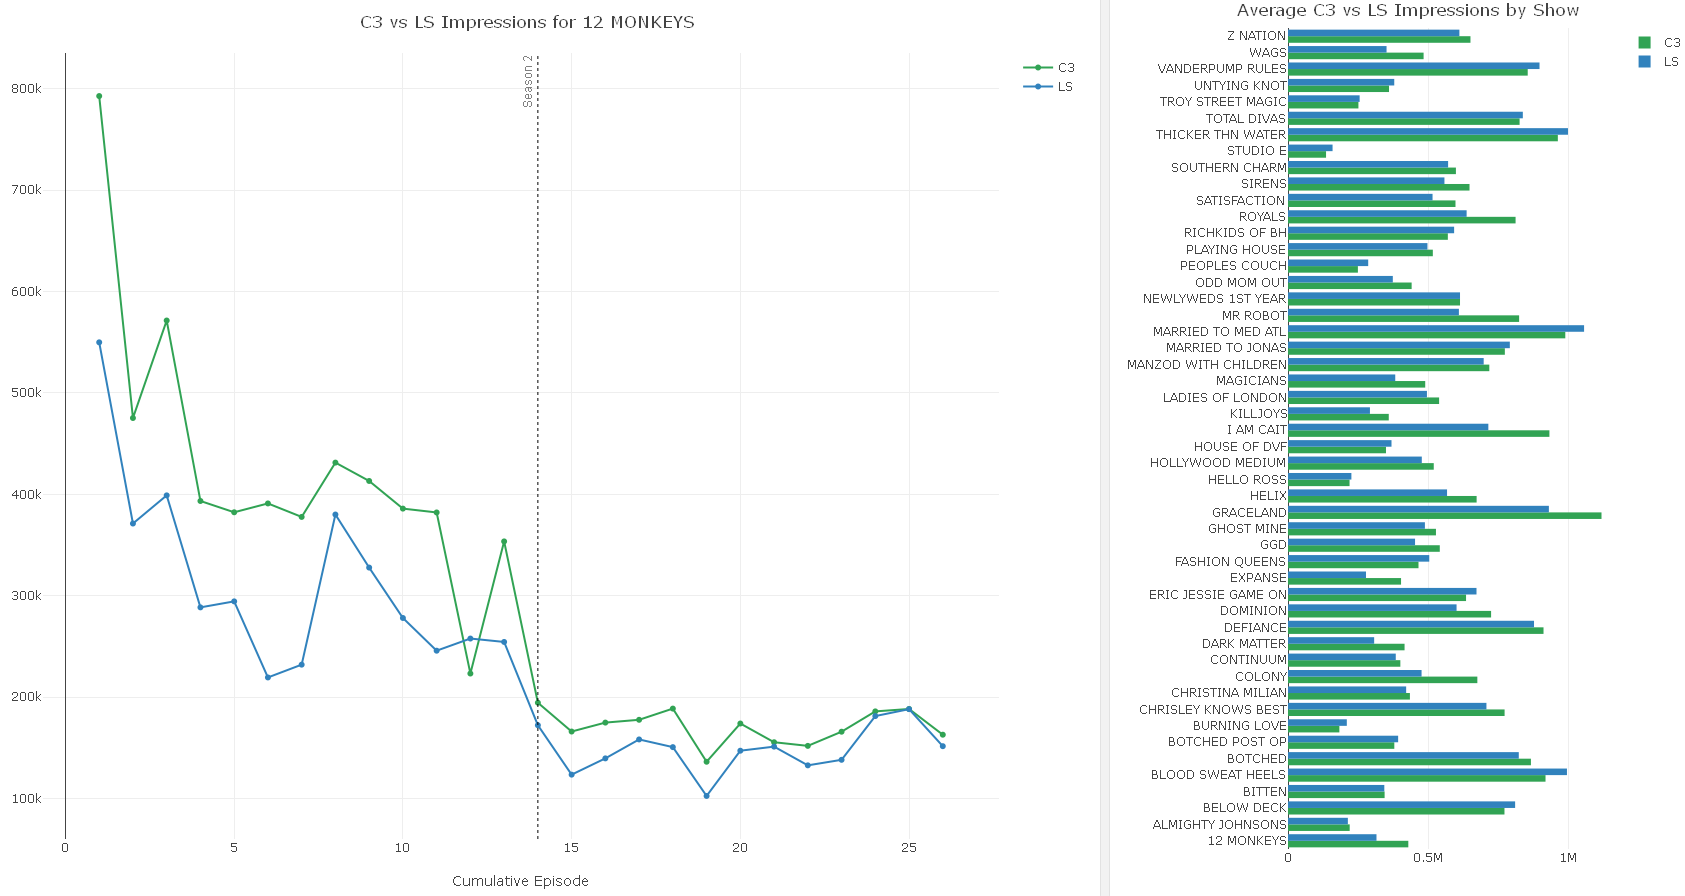 C3 vs LS Impressions for 12 MONKEYS
800k
700k
600k
500k
400k
300k
200k
100k
0
5
10
15
20
25
Cumulative Episode
Season 2
C3
LS
Average C3 vs LS Impressions by Show
Z NATION
WAGS
VANDERPUMP RULES
UNTYING KNOT
TROY STREET MAGIC
TOTAL DIVAS
THICKER THN WATER
STUDIO E
SOUTHERN CHARM
SIRENS
SATISFACTION
ROYALS
RICHKIDS OF BH
PLAYING HOUSE
PEOPLES COUCH
ODD MOM OUT
NEWLYWEDS 1ST YEAR
MR ROBOT
MARRIED TO MED ATL
MARRIED TO JONAS
MANZOD WITH CHILDREN
MAGICIANS
LADIES OF LONDON
KILLJOYS
I AM CAIT
HOUSE OF DVF
HOLLYWOOD MEDIUM
HELLO ROSS
HELIX
GRACELAND
GHOST MINE
GGD
FASHION QUEENS
EXPANSE
ERIC JESSIE GAME ON
DOMINION
DEFIANCE
DARK MATTER
CONTINUUM
COLONY
CHRISTINA MILIAN
CHRISLEY KNOWS BEST
BURNING LOVE
BOTCHED POST OP
BOTCHED
BLOOD SWEAT HEELS
BITTEN
BELOW DECK
ALMIGHTY JOHNSONS
12 MONKEYS
0
0.5M
1M
C3
LS